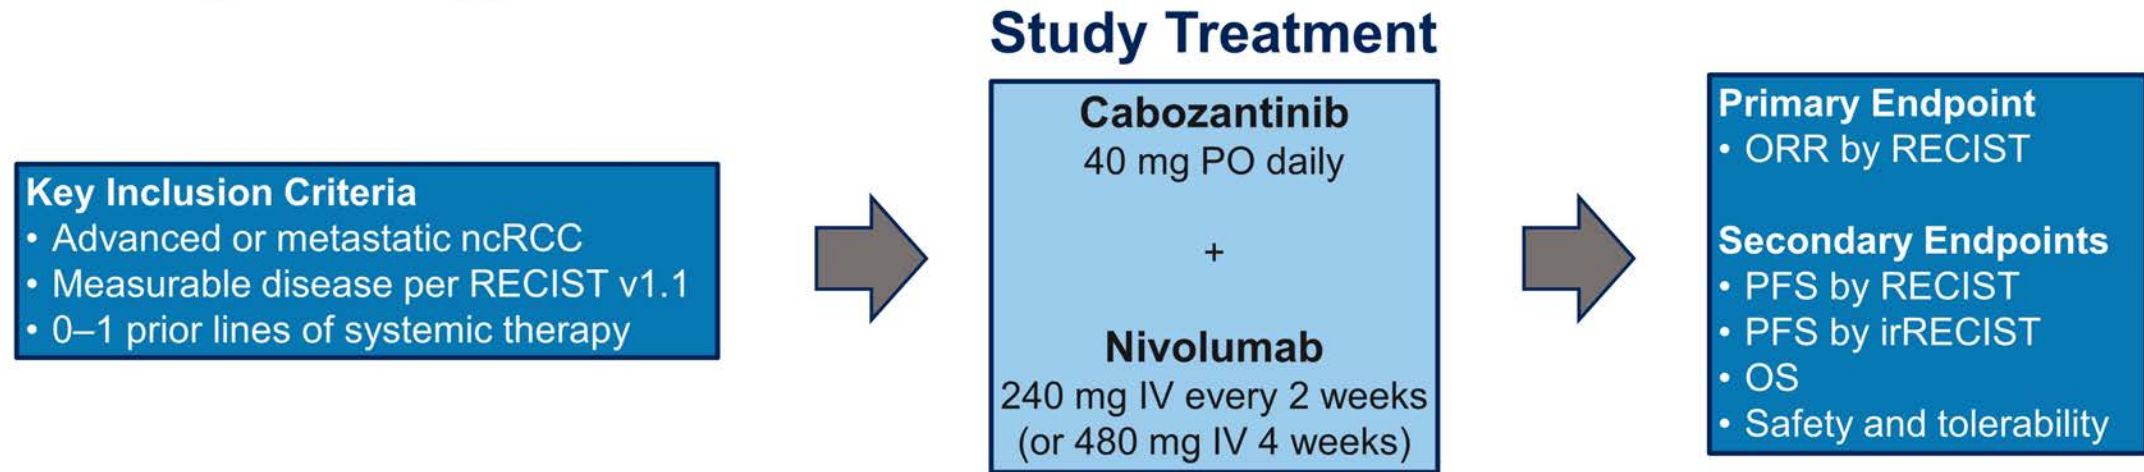 Study Treatment
Key Inclusion Criteria
• Advanced or metastatic ncRCC
• Measurable disease per RECIST v1.1
• 0–1 prior lines of systemic therapy
Cabozantinib
40 mg PO daily
+
Nivolumab
240 mg IV every 2 weeks
(or 480 mg IV 4 weeks)
Primary Endpoint
• ORR by RECIST
Secondary Endpoints
• PFS by RECIST
• PFS by irRECIST
• OS
• Safety and tolerability